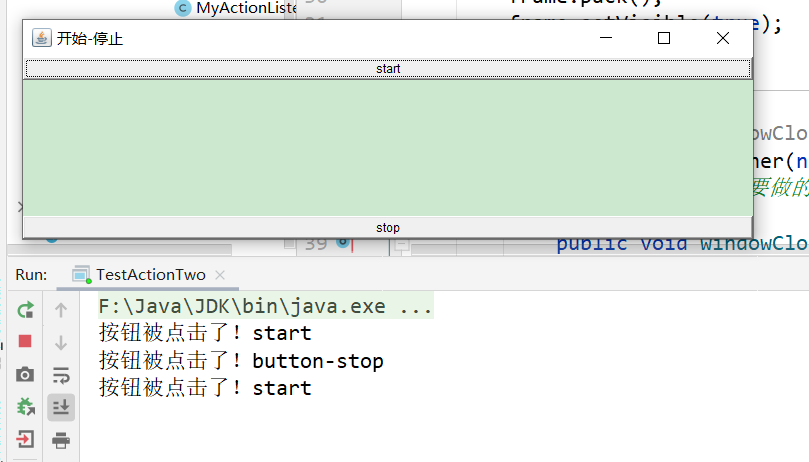 MyActionListe
frame.pack();
frame.setVisible(true);
开始-停止
start
owClo
ner(n
要做的
stop
39
public void windowClo
Run:
TestActionTwo
F:\Java\JDK\bin\java.exe ...
按钮被点击了！start
按钮被点击了！button-stop
按钮被点击了！start